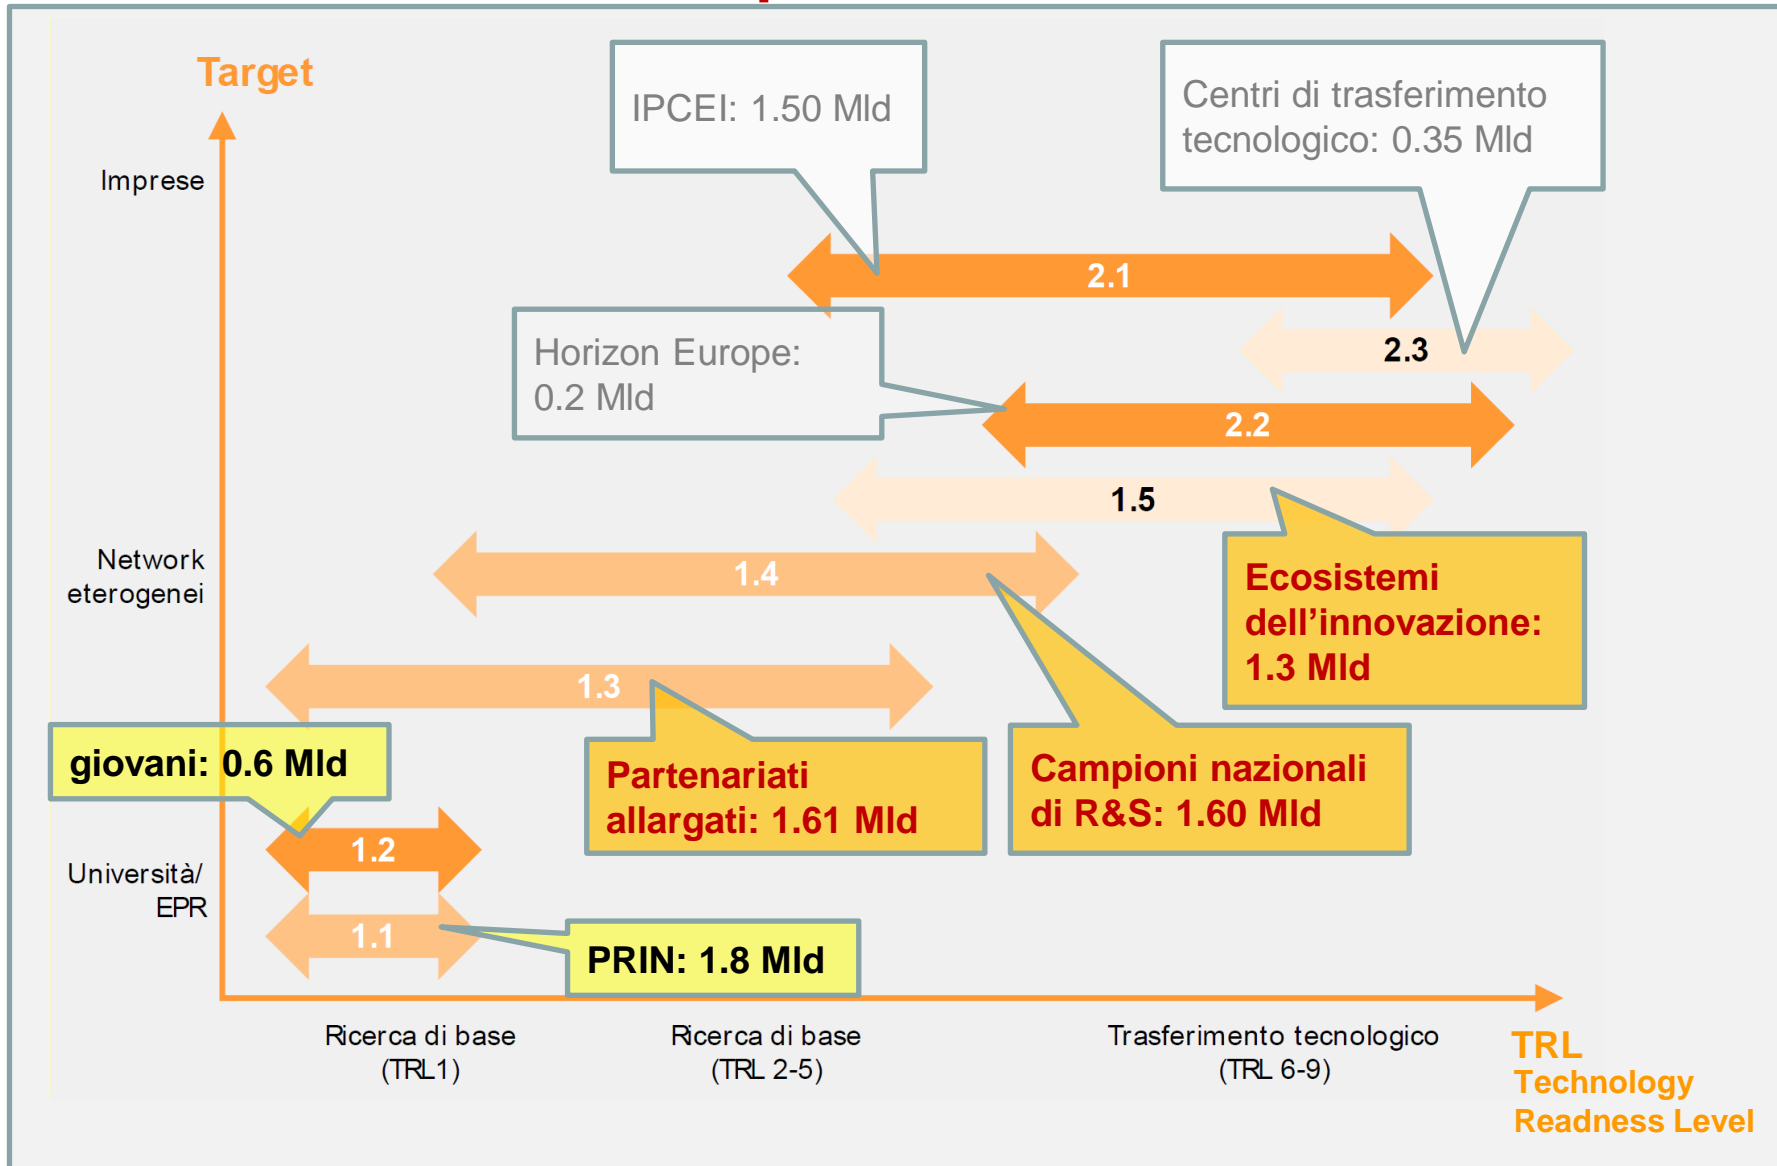 Target
IPCEI: 1.50 Mld
Centri di trasferimento
tecnologico: 0.35 Mld
Imprese
2.1
2.3
Horizon Europe:
0.2 Mld
2.2
1.5
Network
eterogenei
1.4
Ecosistemi
dell’innovazione:
1.3 Mld
1.3
giovani: 0.6 Mld
Partenariati
allargati: 1.61 Mld
Campioni nazionali
di R&S: 1.60 Mld
1.2
Università/
EPR
1.1
PRIN: 1.8 Mld
Ricerca di base
(TRL1)
Ricerca di base
(TRL 2-5)
Trasferimento tecnologico
(TRL 6-9)
TRL
Technology
Readness Level